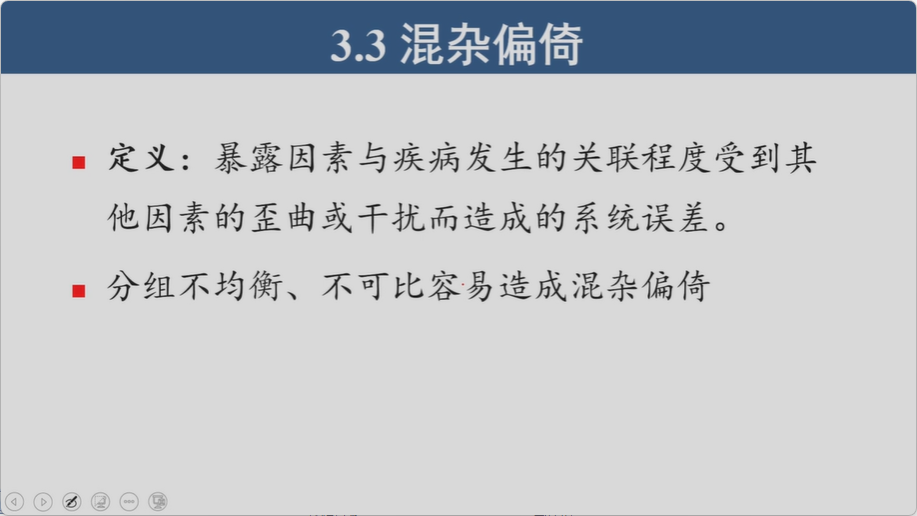 3.3 混杂偏倚
■ 定义：暴露因素与疾病发生的关联程度受到其
他因素的歪曲或干扰而造成的系统误差。
■ 分组不均衡、不可比容易造成混杂偏倚